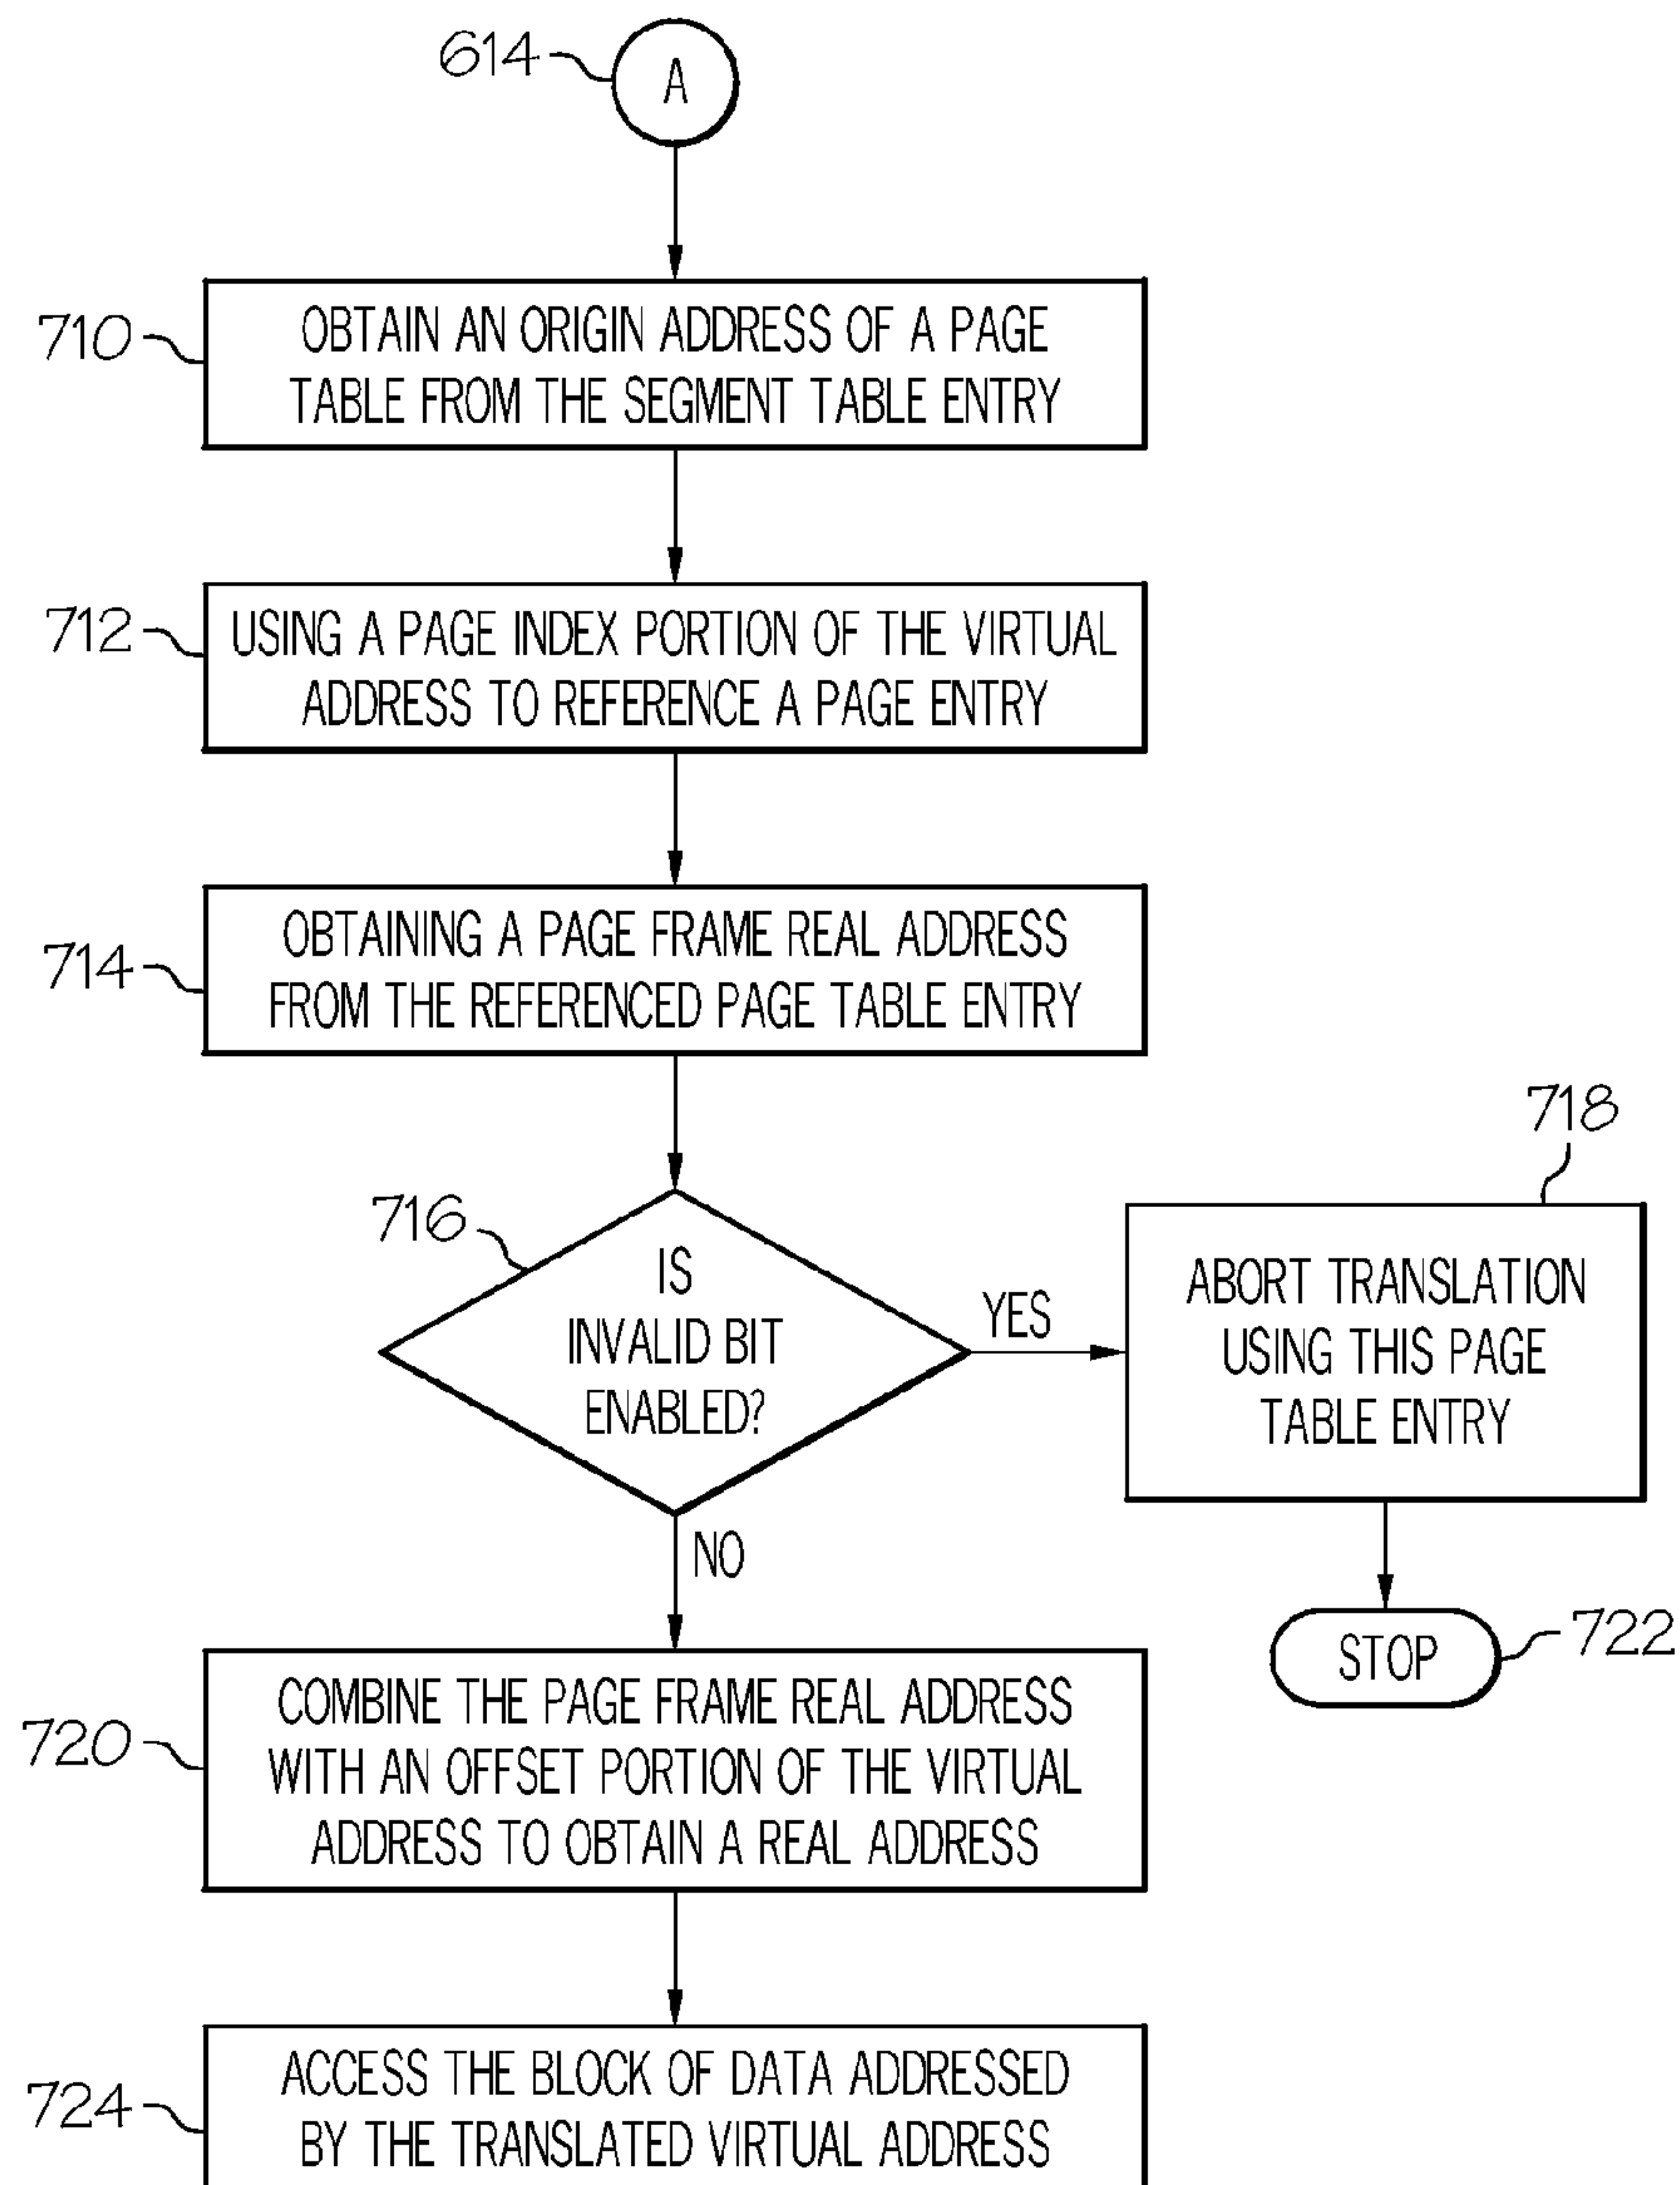 614
A
710
OBTAIN AN ORIGIN ADDRESS OF A PAGE
TABLE FROM THE SEGMENT TABLE ENTRY
712
USING A PAGE INDEX PORTION OF THE VIRTUAL
ADDRESS TO REFERENCE A PAGE ENTRY
714
OBTAINING A PAGE FRAME REAL ADDRESS
FROM THE REFERENCED PAGE TABLE ENTRY
716
IS
INVALID BIT
ENABLED?
YES
718
ABORT TRANSLATION
USING THIS PAGE
TABLE ENTRY
NO
STOP
722
720
COMBINE THE PAGE FRAME REAL ADDRESS
WITH AN OFFSET PORTION OF THE VIRTUAL
ADDRESS TO OBTAIN A REAL ADDRESS
724
ACCESS THE BLOCK OF DATA ADDRESSED
BY THE TRANSLATED VIRTUAL ADDRESS